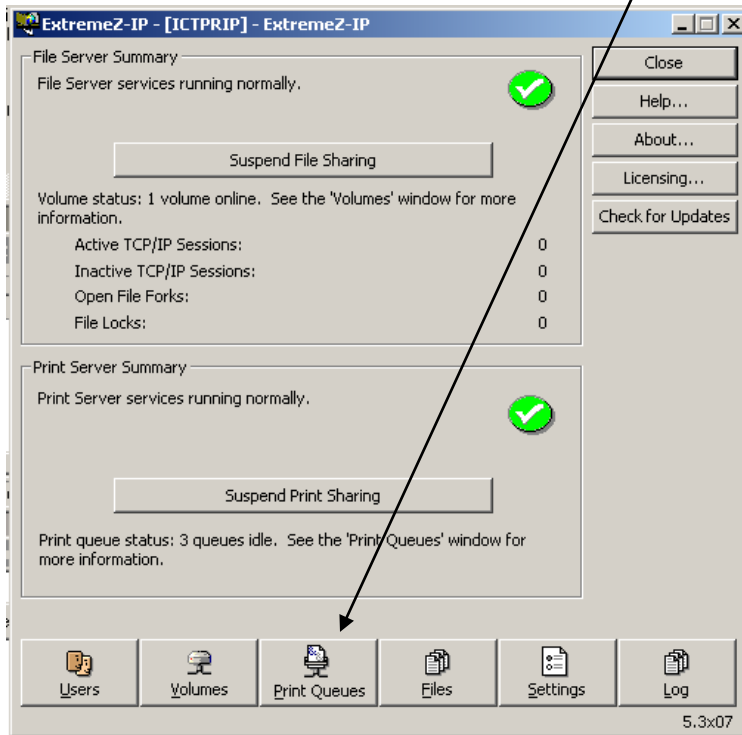 ExtremeZ-IP - [ICTPRIP] - ExtremeZ-IP
File Server Summary
File Server services running normally.
Suspend File Sharing
Volume status: 1 volume online. See the 'Volumes' window for more
information.
Active TCP/IP Sessions: 0
Inactive TCP/IP Sessions: 0
Open File Forks: 0
File Locks: 0
Close
Help...
About...
Licensing...
Check for Updates
Print Server Summary
Print Server services running normally.
Suspend Print Sharing
Print queue status: 3 queues idle. See the 'Print Queues' window for
more information.
Users Volumes Print Queues Files Settings Log
5.3x07